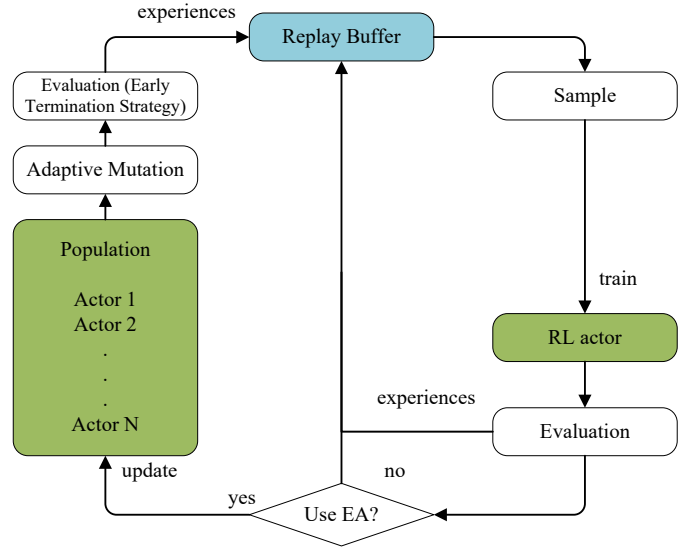 experiences
Replay Buffer
Evaluation (Early
Termination Strategy)
Sample
Adaptive Mutation
Population
Actor 1
Actor 2
.
.
.
Actor N
train
RL actor
experiences
Evaluation
update
no
yes
Use EA?